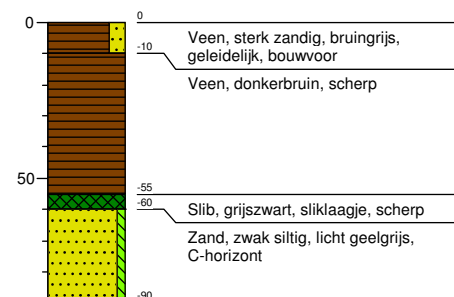 0
0
Veen, sterk zandig, bruingrijs,
geleidelijk, bouwvoor
-10
Veen, donkerbruin, scherp
50
-55
Slib, grijszwart, sliklaagje, scherp
-60
Zand, zwak siltig, licht geelgrijs,
C-horizont
-90